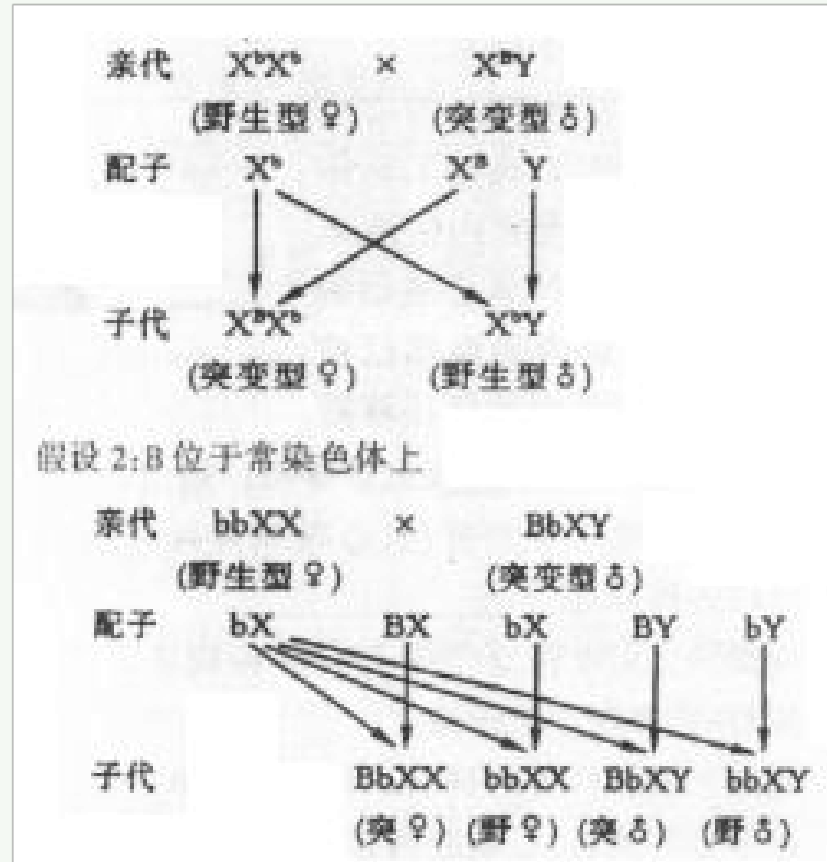 亲代 XᵇXᵇ × XᴮY
(野生型♀) (突变型♂)
配子 Xᵇ Xᴮ Y
子代 XᴮXᵇ XᵇY
(突变型♀) (野生型♂)
假设 2:B 位于常染色体上
亲代 bbXX × BbXY
(野生型♀) (突变型♂)
配子 bX BX bX BY bY
子代 BbXX bbXX BbXY bbXY
(突♀) (野♀) (突♂) (野♂)